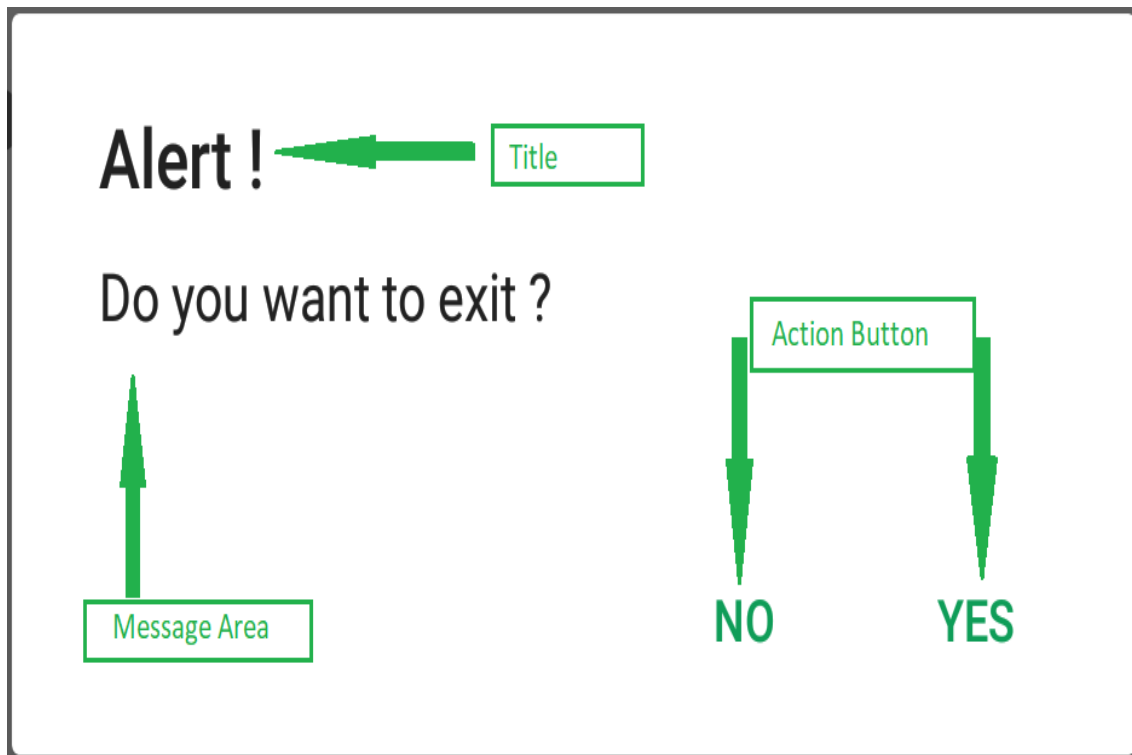 Alert !
Title
Do you want to exit ?
Action Button
Message Area
NO
YES